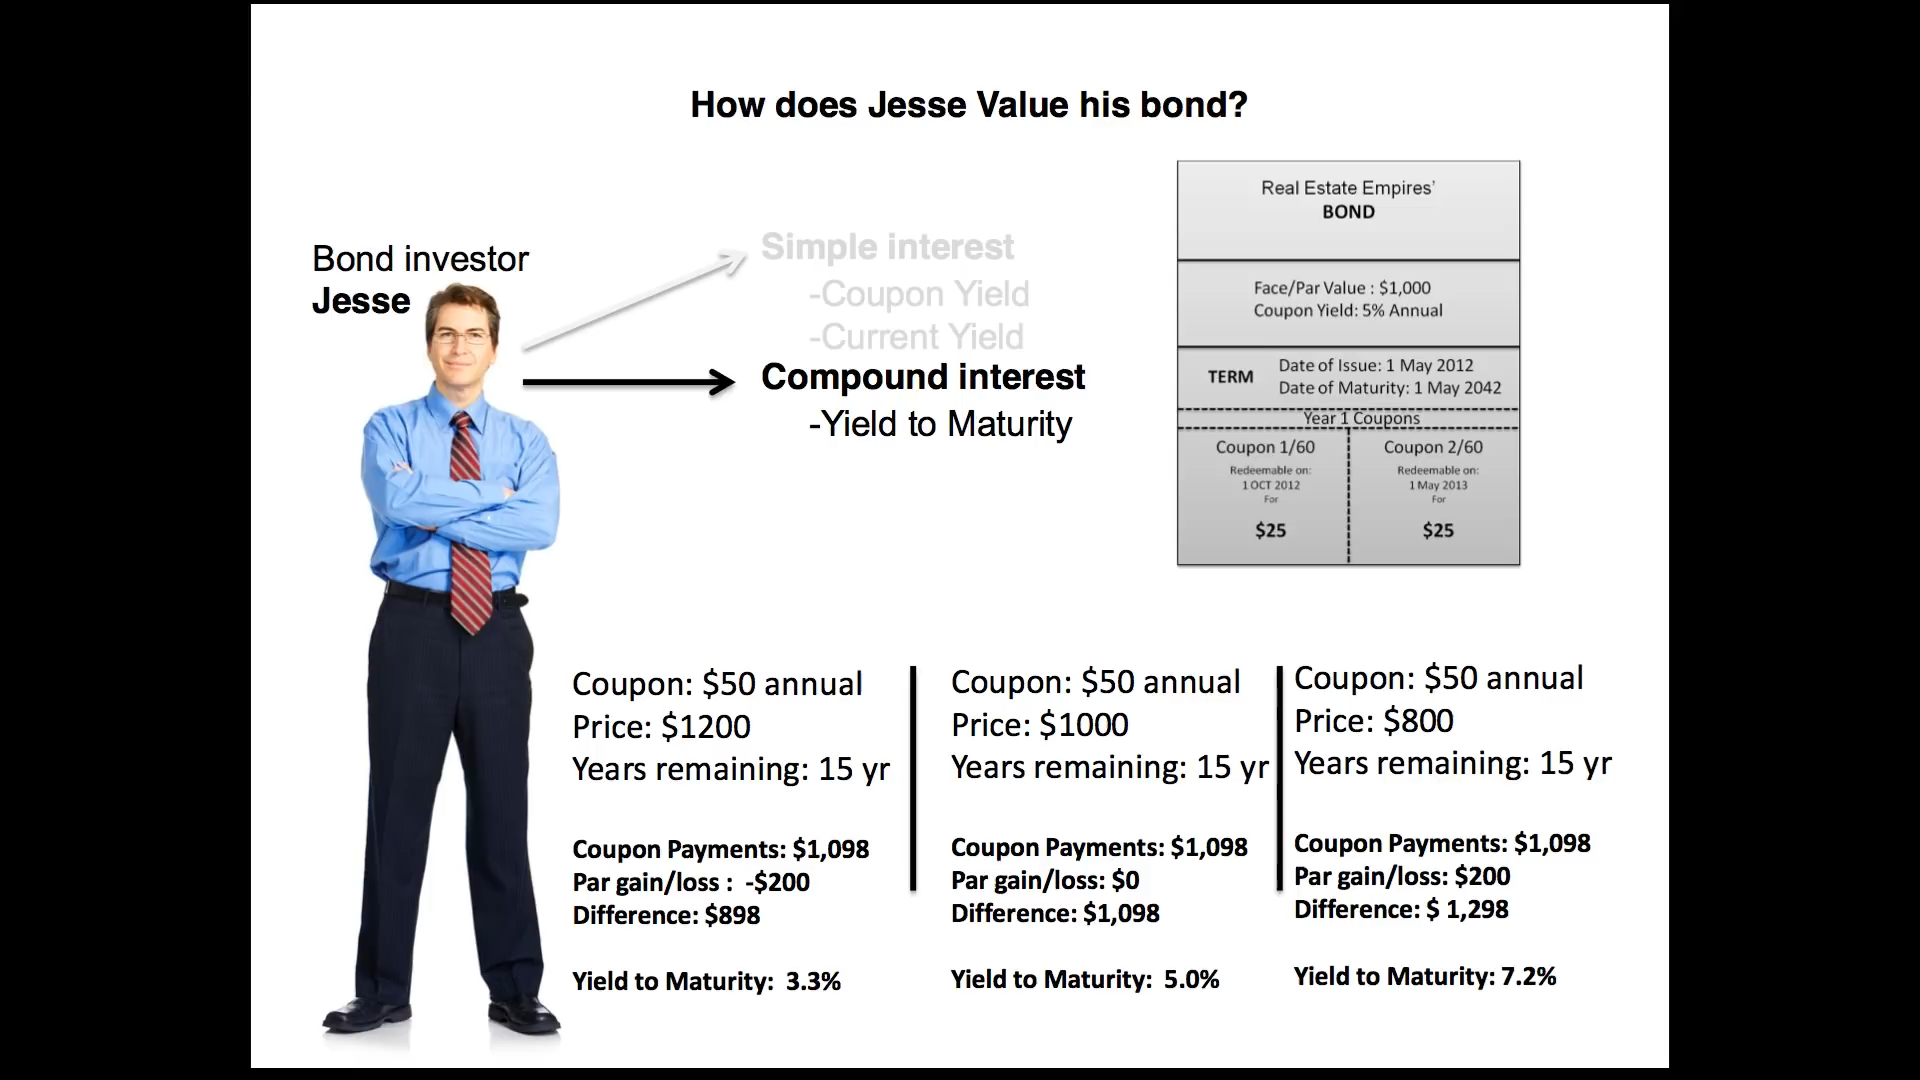 How does Jesse Value his bond?
Bond investor
Jesse
Simple interest
-Coupon Yield
-Current Yield
Compound interest
-Yield to Maturity
Real Estate Empires’
BOND
Face/Par Value : $1,000
Coupon Yield: 5% Annual
TERM
Date of Issue: 1 May 2012
Date of Maturity: 1 May 2042
Year 1 Coupons
Coupon 1/60
Redeemable on:
1 OCT 2012
For
$25
Coupon 2/60
Redeemable on:
1 May 2013
For
$25
Coupon: $50 annual
Price: $1200
Years remaining: 15 yr
Coupon Payments: $1,098
Par gain/loss : -$200
Difference: $898
Yield to Maturity: 3.3%
Coupon: $50 annual
Price: $1000
Years remaining: 15 yr
Coupon Payments: $1,098
Par gain/loss: $0
Difference: $1,098
Yield to Maturity: 5.0%
Coupon: $50 annual
Price: $800
Years remaining: 15 yr
Coupon Payments: $1,098
Par gain/loss: $200
Difference: $ 1,298
Yield to Maturity: 7.2%